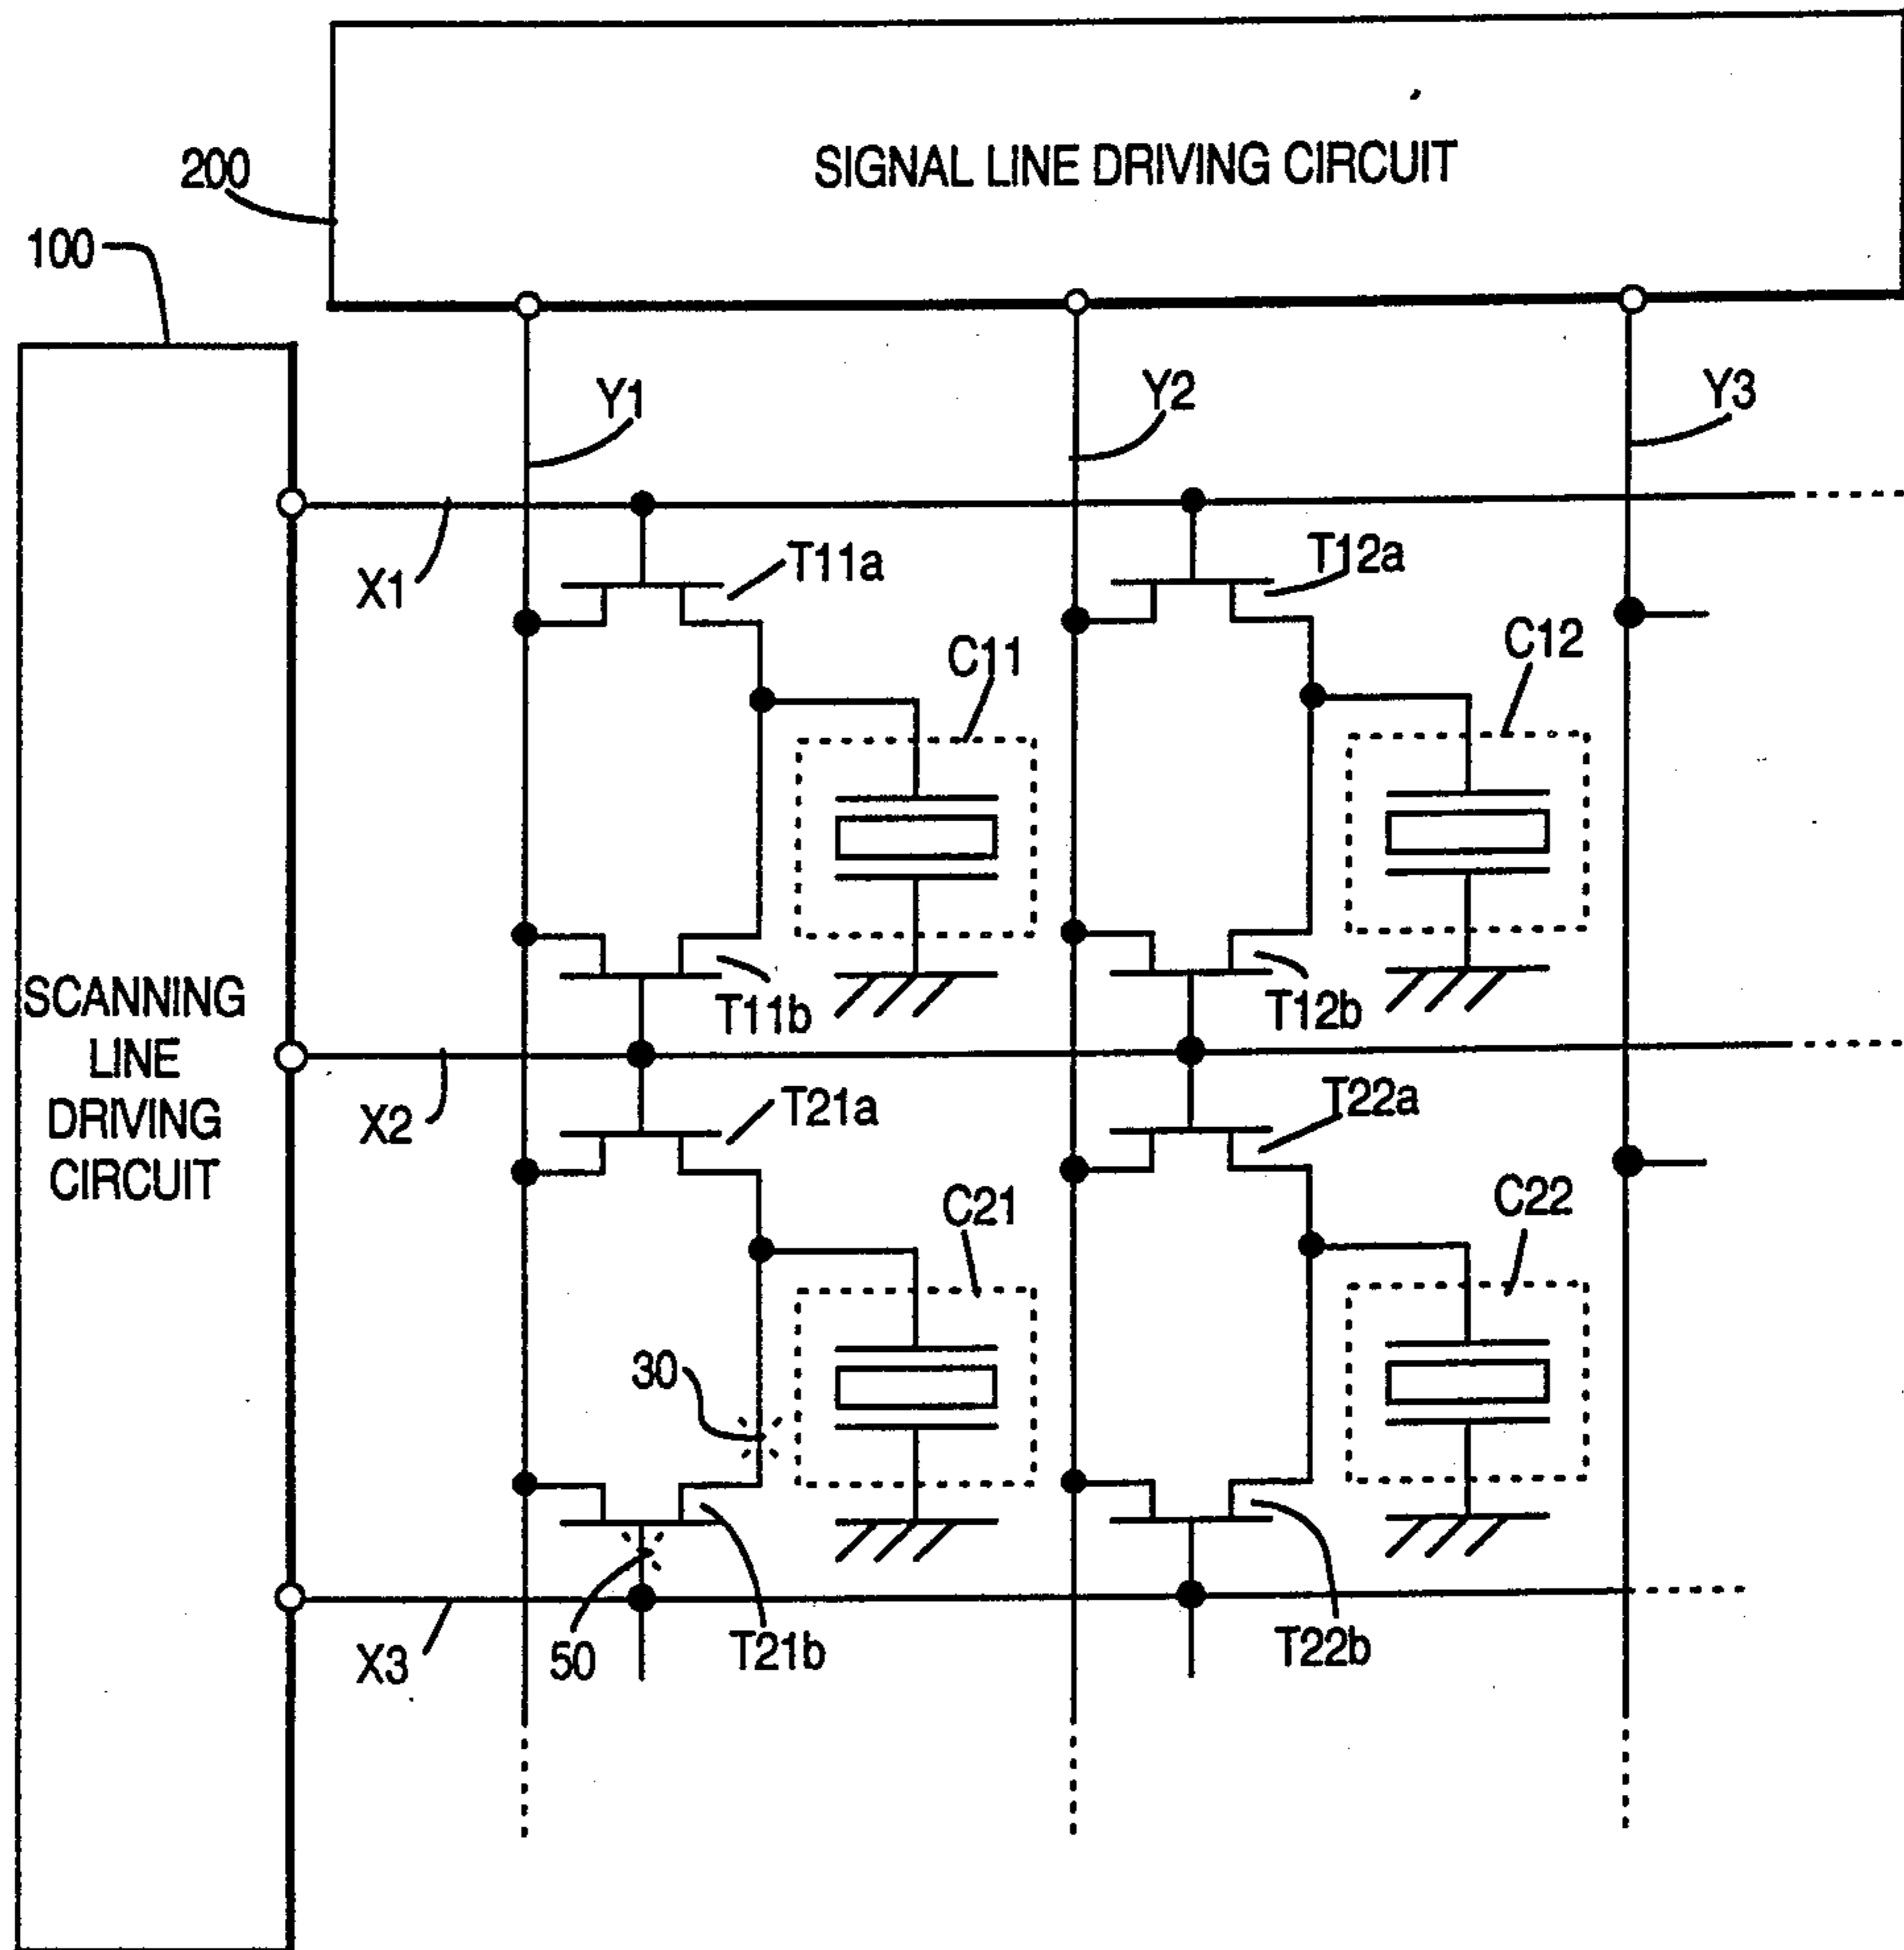 SIGNAL LINE DRIVING CIRCUIT
200
100
Y1
Y2
Y3
X1
T11a
T12a
C11
C12
SCANNING
LINE
DRIVING
CIRCUIT
T11b
T12b
X2
T21a
T22a
C21
C22
30
X3
50
T21b
T22b